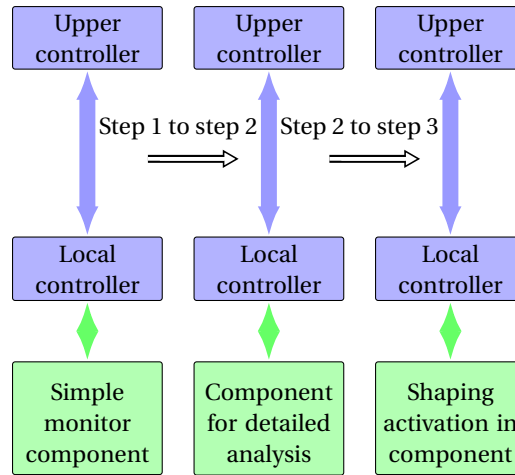 Upper
controller
Upper
controller
Upper
controller
Step 1 to step 2
Step 2 to step 3
Local
controller
Local
controller
Local
controller
Simple
monitor
component
Component
for detailed
analysis
Shaping
activation in
component